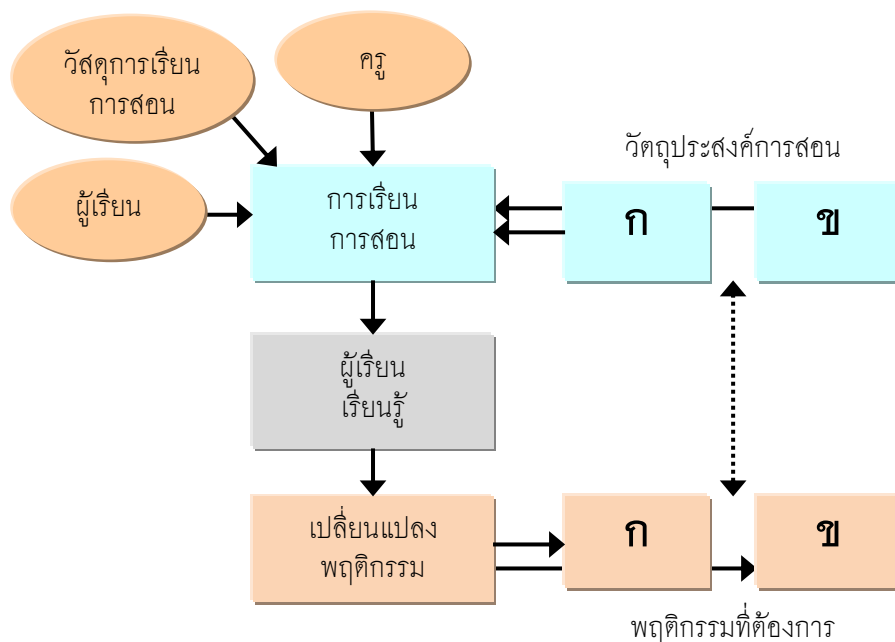 วัสดุการเรียน
การสอน
ครู
วัตถุประสงค์การสอน
ผู้เรียน
การเรียน
การสอน
ก
ข
ผู้เรียน
เรียนรู้
เปลี่ยนแปลง
พฤติกรรม
ก
ข
พฤติกรรมที่ต้องการ